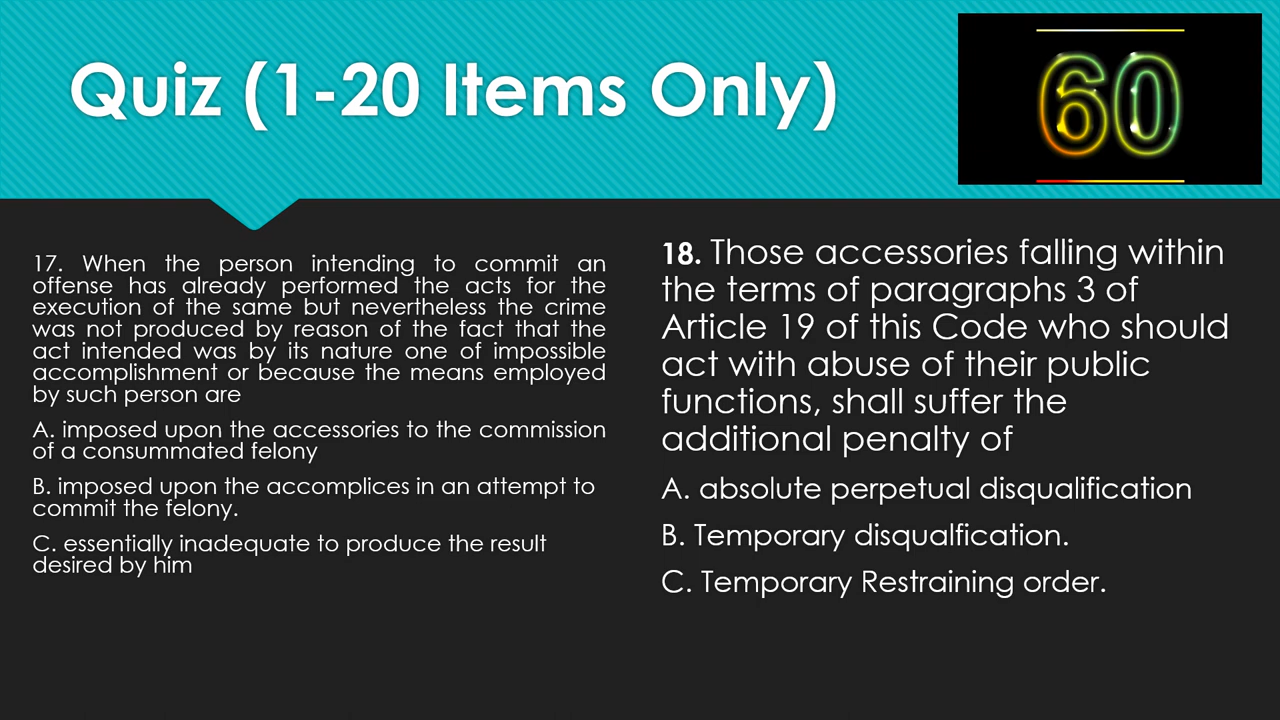 Quiz (1-20 Items Only)
60
17. When the person intending to commit an
offense has already performed the acts for the
execution of the same but nevertheless the crime
was not produced by reason of the fact that the
act intended was by its nature one of impossible
accomplishment or because the means employed
by such person are
A. imposed upon the accessories to the commission
of a consummated felony
B. imposed upon the accomplices in an attempt to
commit the felony.
C. essentially inadequate to produce the result
desired by him
18. Those accessories falling within
the terms of paragraphs 3 of
Article 19 of this Code who should
act with abuse of their public
functions, shall suffer the
additional penalty of
A. absolute perpetual disqualification
B. Temporary disqualfication.
C. Temporary Restraining order.